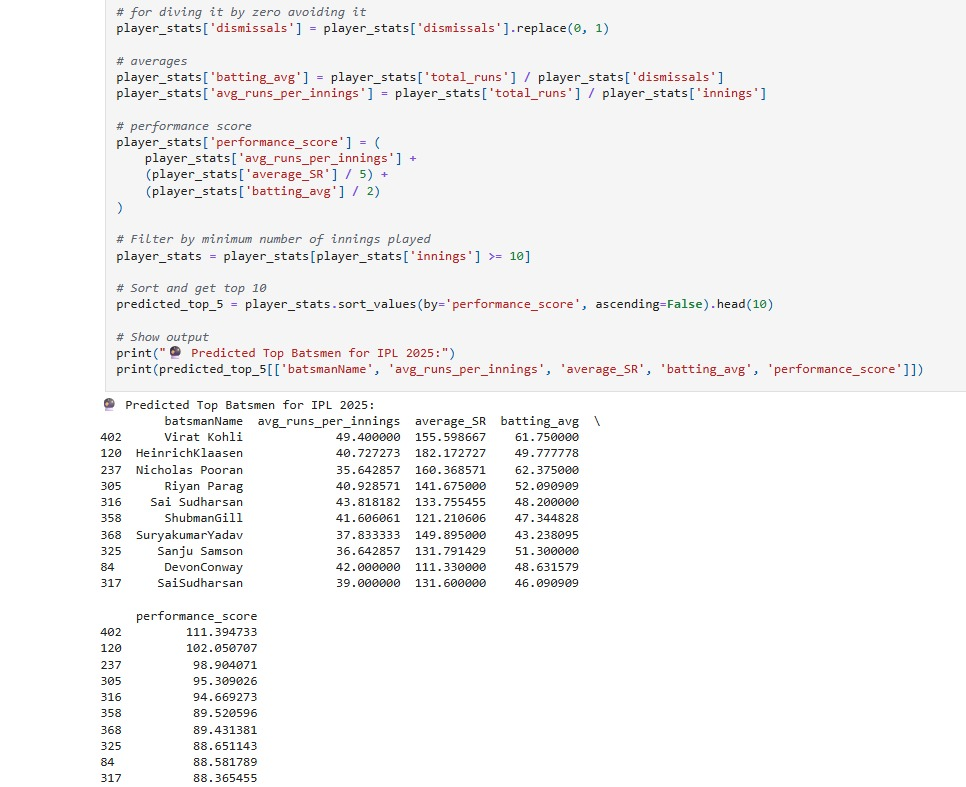 # for diving it by zero avoiding it
player_stats['dismissals'] = player_stats['dismissals'].replace(0, 1)
# averages
player_stats['batting_avg'] = player_stats['total_runs'] / player_stats['dismissals']
player_stats['avg_runs_per_innings'] = player_stats['total_runs'] / player_stats['innings']
# performance score
player_stats['performance_score'] = (
    player_stats['avg_runs_per_innings'] +
    (player_stats['average_SR'] / 5) +
    (player_stats['batting_avg'] / 2)
)
# Filter by minimum number of innings played
player_stats = player_stats[player_stats['innings'] >= 10]
# Sort and get top 10
predicted_top_5 = player_stats.sort_values(by='performance_score', ascending=False).head(10)
# Show output
print("🔮 Predicted Top Batsmen for IPL 2025:")
print(predicted_top_5[['batsmanName', 'avg_runs_per_innings', 'average_SR', 'batting_avg', 'performance_score']])
🔮 Predicted Top Batsmen for IPL 2025:
batsmanName avg_runs_per_innings average_SR batting_avg \
402 Virat Kohli 49.400000 155.598667 61.750000
120 HeinrichKlaasen 40.727273 182.172727 49.777778
237 Nicholas Pooran 35.642857 160.368571 62.375000
305 Riyan Parag 40.928571 141.675000 52.090909
316 Sai Sudharsan 43.818182 133.755455 48.200000
358 ShubmanGill 41.606061 121.210606 47.344828
368 SuryakumarYadav 37.833333 149.895000 43.238095
325 Sanju Samson 36.642857 131.791429 51.300000
84 DevonConway 42.000000 111.330000 48.631579
317 SaiSudharsan 39.000000 131.600000 46.090909
performance_score
402 111.394733
120 102.050707
237 98.904071
305 95.309026
316 94.669273
358 89.520596
368 89.431381
325 88.651143
84 88.581789
317 88.365455